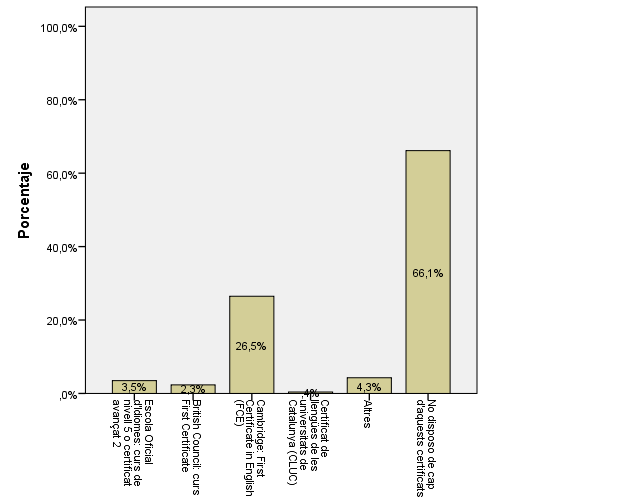 Porcentaje
100,0%
80,0%
60,0%
40,0%
20,0%
,0%
3,5%
2,3%
26,5%
,4%
4,3%
66,1%
Escola Oficial
d'Idiomes: curs de
nivell 5 o certificat
avançat 2
British Council: curs
First Certificate
Cambridge: First
Certificate in English
(FCE)
Certificat de
llengües de les
universitats de
Catalunya (CLUC)
Altres
No disposo de cap
d'aquests certificats